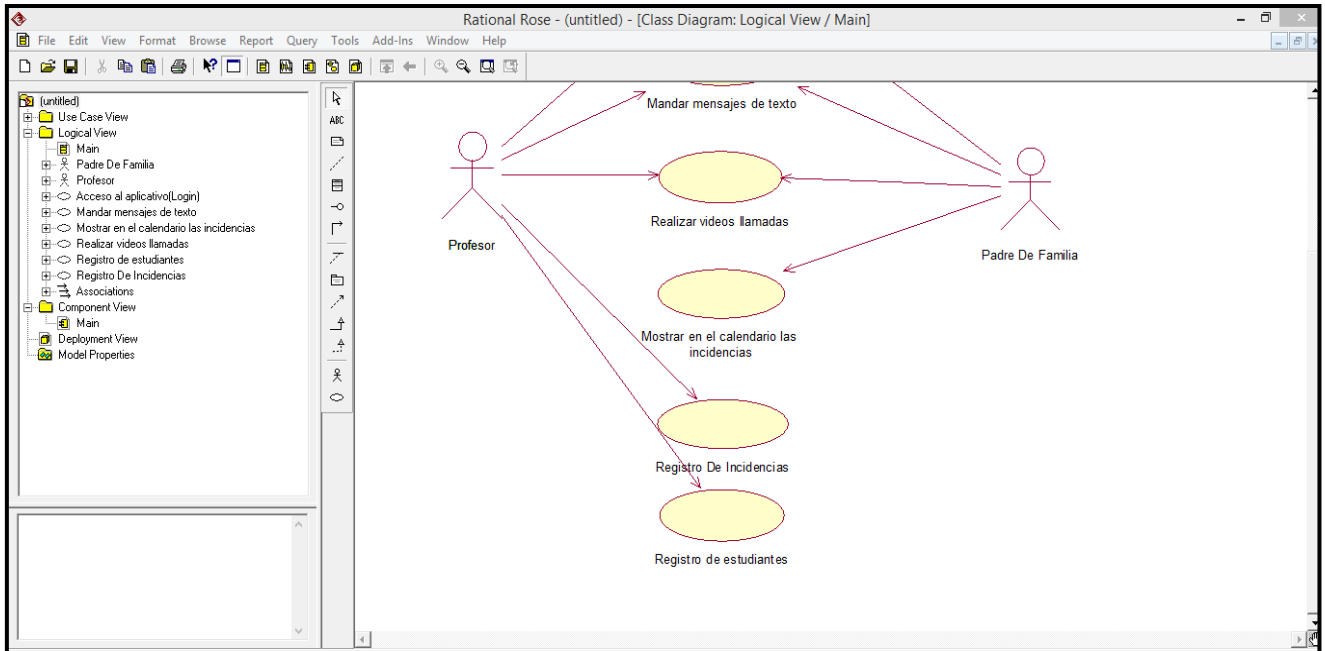 Rational Rose - (untitled) - [Class Diagram: Logical View / Main]
File Edit View Format Browse Report Query Tools Add-Ins Window Help
(untitled)
Use Case View
Logical View
Main
Padre De Familia
Profesor
Acceso al aplicativo(Login)
Mandar mensajes de texto
Mostrar en el calendario las incidencias
Realizar videos llamadas
Registro de estudiantes
Registro De Incidencias
Associations
Component View
Main
Deployment View
Model Properties
ABC
Mandar mensajes de texto
Realizar videos llamadas
Profesor
Padre De Familia
Mostrar en el calendario las
incidencias
Registro De Incidencias
Registro de estudiantes